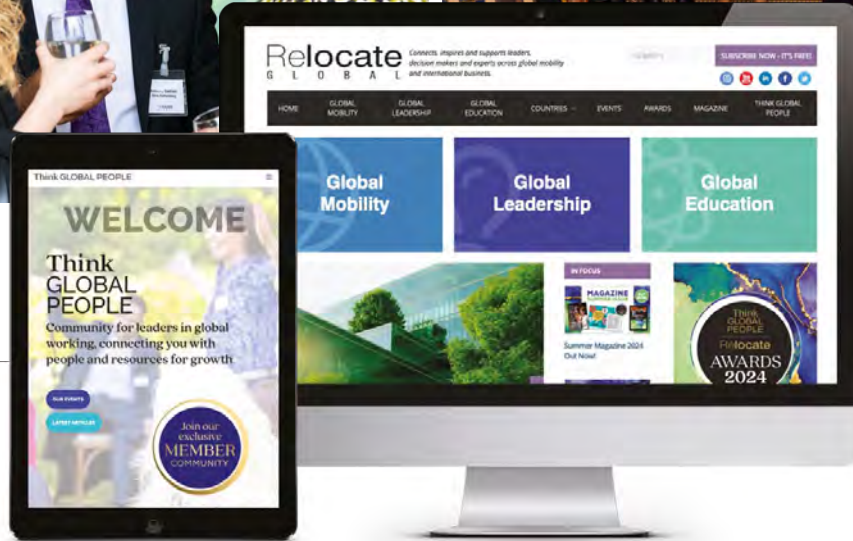 Relocate
GLOBAL
Connects, inspires and supports leaders,
decision makers and experts across global mobility
and international business.
SUBSCRIBE NOW - IT'S FREE!
HOME
GLOBAL
MOBILITY
GLOBAL
LEADERSHIP
GLOBAL
EDUCATION
COUNTRIES
EVENTS
AWARDS
MAGAZINE
THINK GLOBAL
PEOPLE
Global
Mobility
Global
Leadership
Global
Education
IN FOCUS
MAGAZINE
SUMMER ISSUE
Summer Magazine 2024
Out Now!
Think
GLOBAL
PEOPLE
Relocate
AWARDS
2024
Think GLOBAL PEOPLE
WELCOME
Think
GLOBAL
PEOPLE
Community for leaders in global
working, connecting you with
people and resources for growth
OUR EVENTS
LATEST ARTICLES
Join our
exclusive
MEMBER
COMMUNITY